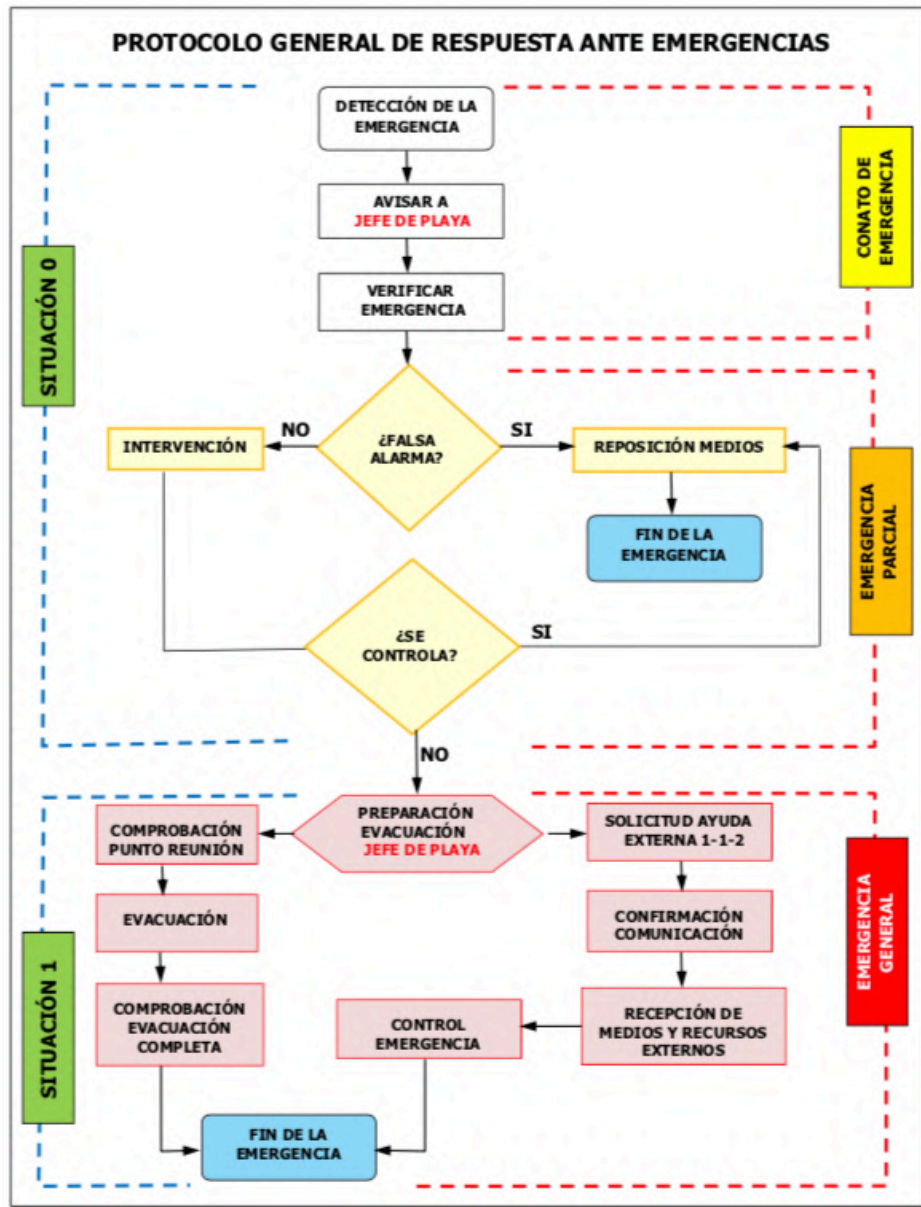 PROTOCOLO GENERAL DE RESPUESTA ANTE EMERGENCIAS
DETECCIÓN DE LA
EMERGENCIA
AVISAR A
JEFE DE PLAYA
VERIFICAR
EMERGENCIA
CONATO DE
EMERGENCIA
SITUACIÓN 0
¿FALSA
ALARMA?
NO
SI
INTERVENCIÓN
REPOSICIÓN MEDIOS
FIN DE LA
EMERGENCIA
EMERGENCIA
PARCIAL
¿SE
CONTROLA?
SI
NO
PREPARACIÓN
EVACUACIÓN
JEFE DE PLAYA
COMPROBACIÓN
PUNTO REUNIÓN
SOLICITUD AYUDA
EXTERNA 1-1-2
EVACUACIÓN
CONFIRMACIÓN
COMUNICACIÓN
EMERGENCIA
GENERAL
SITUACIÓN 1
COMPROBACIÓN
EVACUACIÓN
COMPLETA
CONTROL
EMERGENCIA
RECEPCIÓN DE
MEDIOS Y RECURSOS
EXTERNOS
FIN DE LA
EMERGENCIA